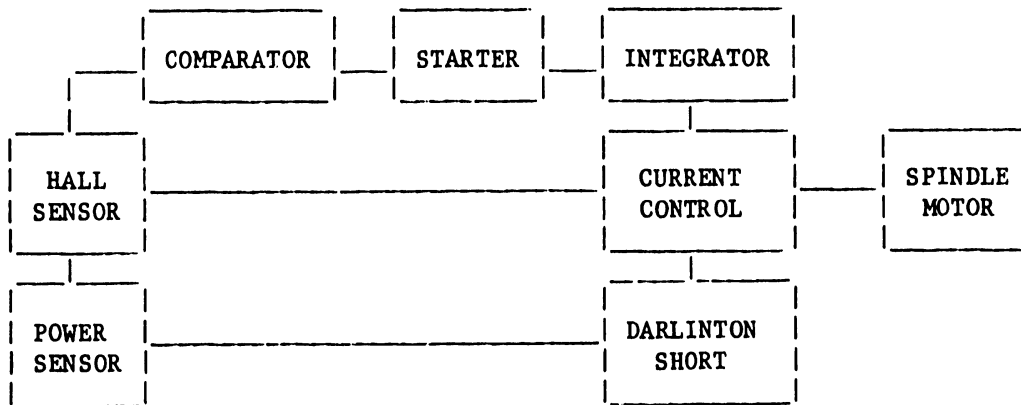 COMPARATOR
STARTER
INTEGRATOR
HALL
SENSOR
CURRENT
CONTROL
SPINDLE
MOTOR
POWER
SENSOR
DARLINTON
SHORT